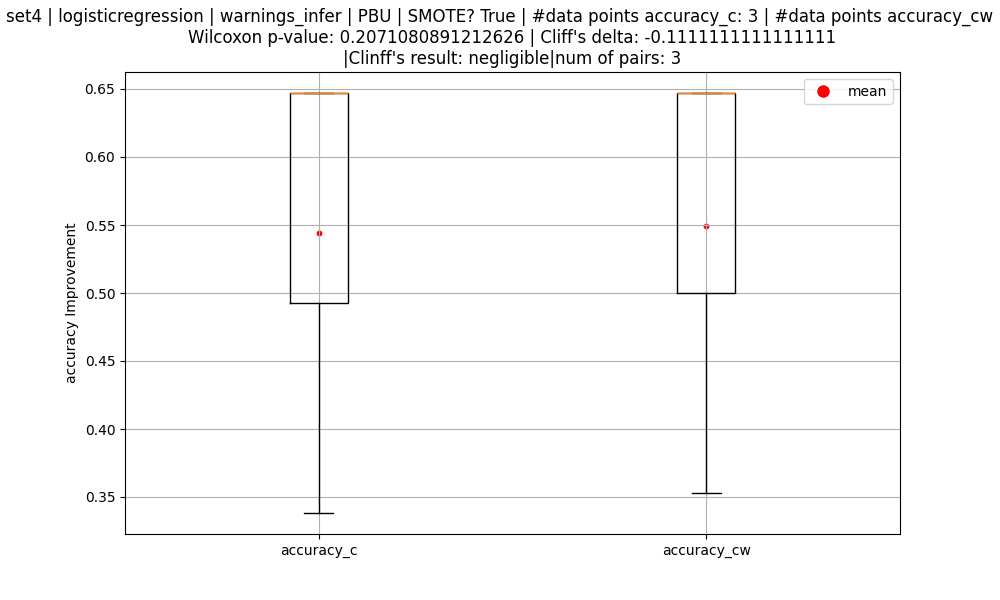 set4 | logisticregression | warnings_infer | PBU | SMOTE? True | #data points accuracy_c: 3 | #data points accuracy_cw
Wilcoxon p-value: 0.2071080891212626 | Cliff's delta: -0.1111111111111111
|Clinff's result: negligible|num of pairs: 3
mean
accuracy Improvement
0.65
0.60
0.55
0.50
0.45
0.40
0.35
accuracy_c
accuracy_cw